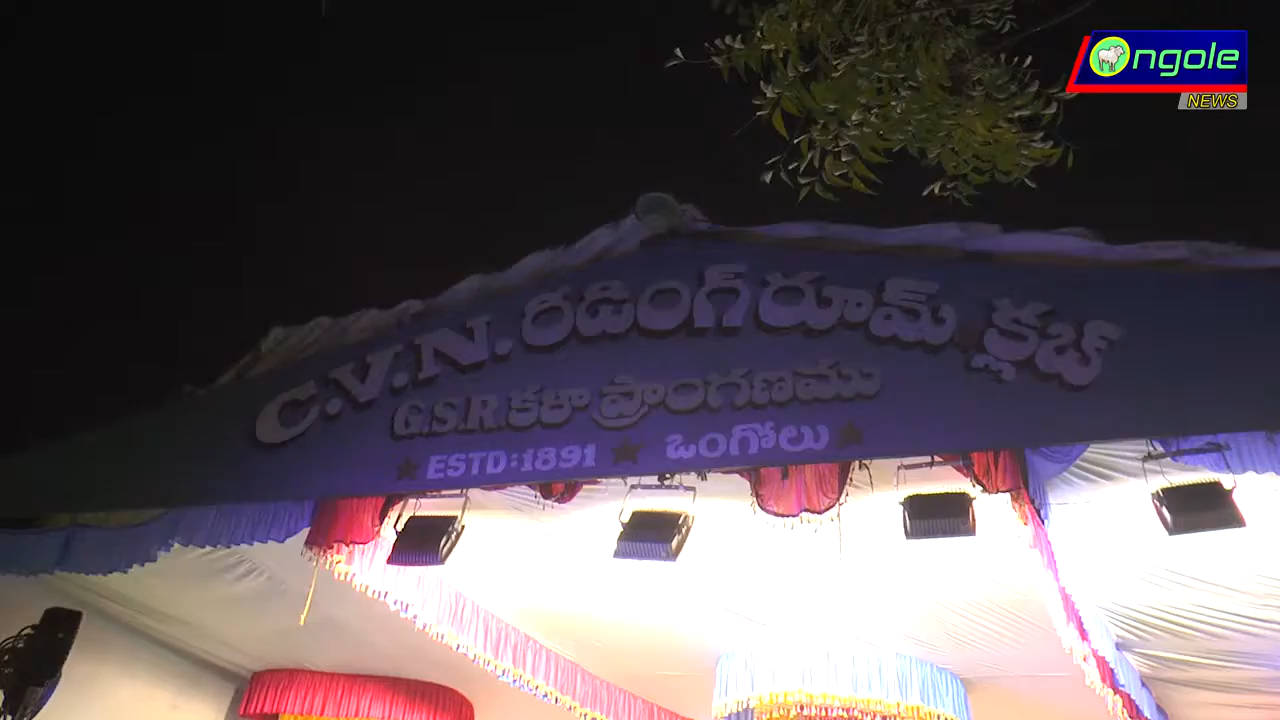 Ongole
NEWS
C.V.N. రీడింగ్ రూమ్ క్లబ్
G.S.R. కళా ప్రాంగణము
ESTD:1891 ★ ఒంగోలు